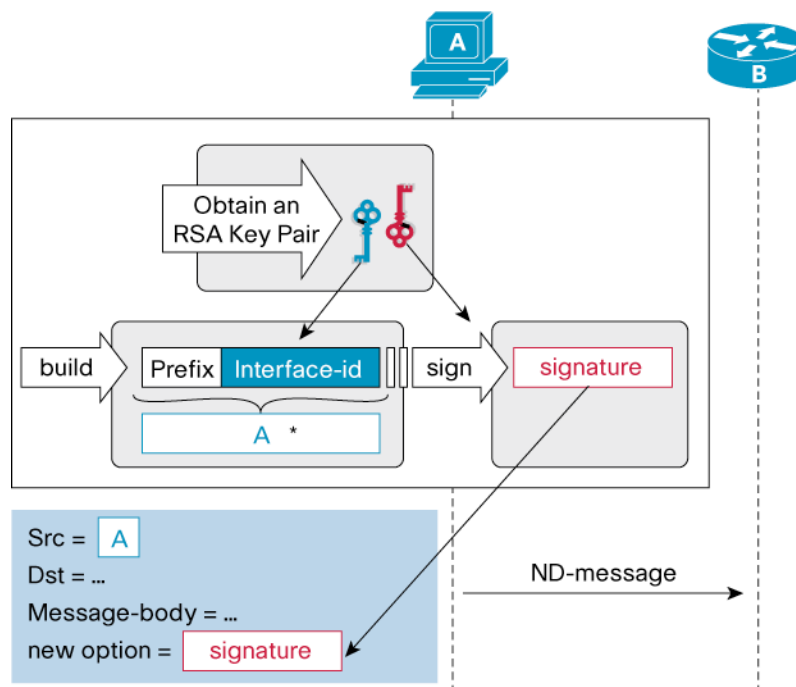 A
B
Obtain an
RSA Key Pair
build
Prefix
Interface-id
sign
signature
A *
Src = A
Dst = ...
Message-body = ...
new option = signature
ND-message